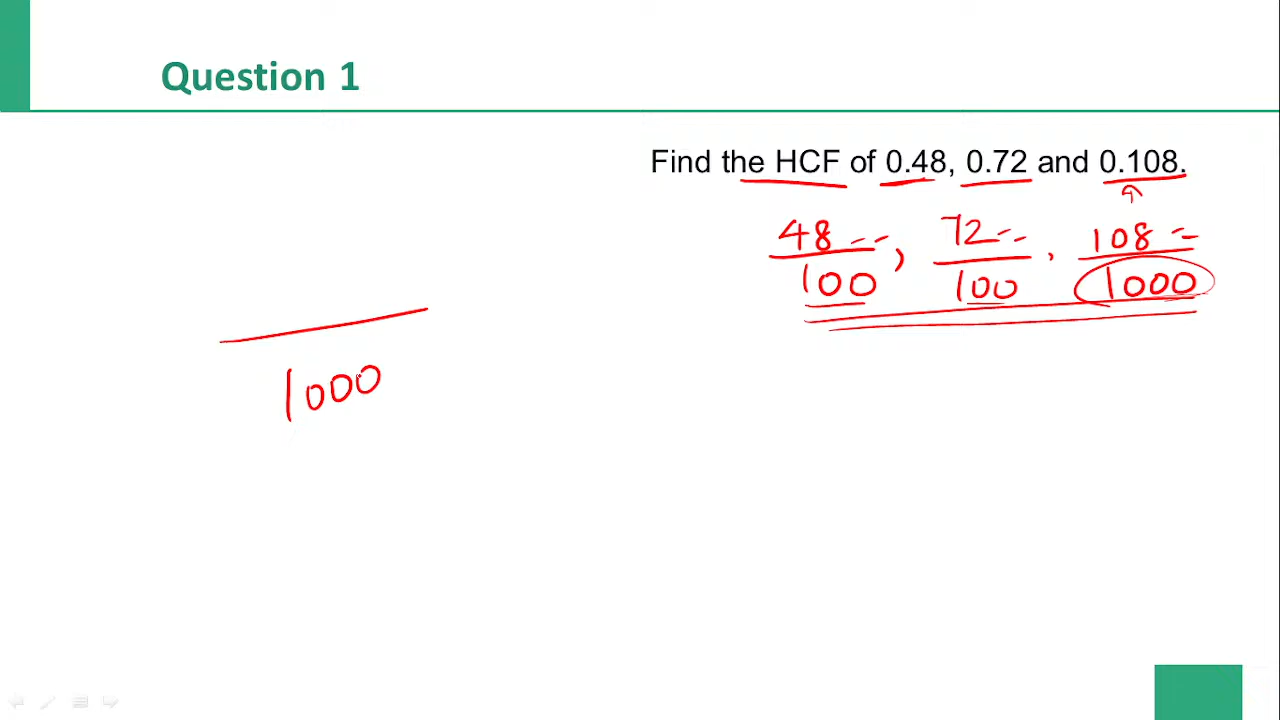 Question 1
Find the HCF of 0.48, 0.72 and 0.108.
48 , 72 , 108
100 100 1000
1000